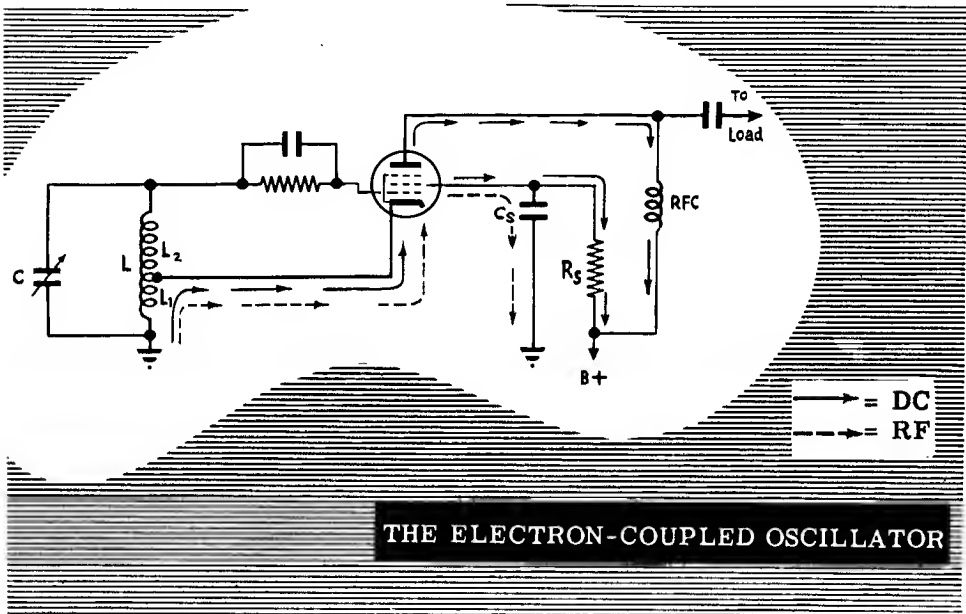 To
Load
RFC
C
L
L₂
L₁
Cs
Rs
B+
= DC
= RF
THE ELECTRON-COUPLED OSCILLATOR